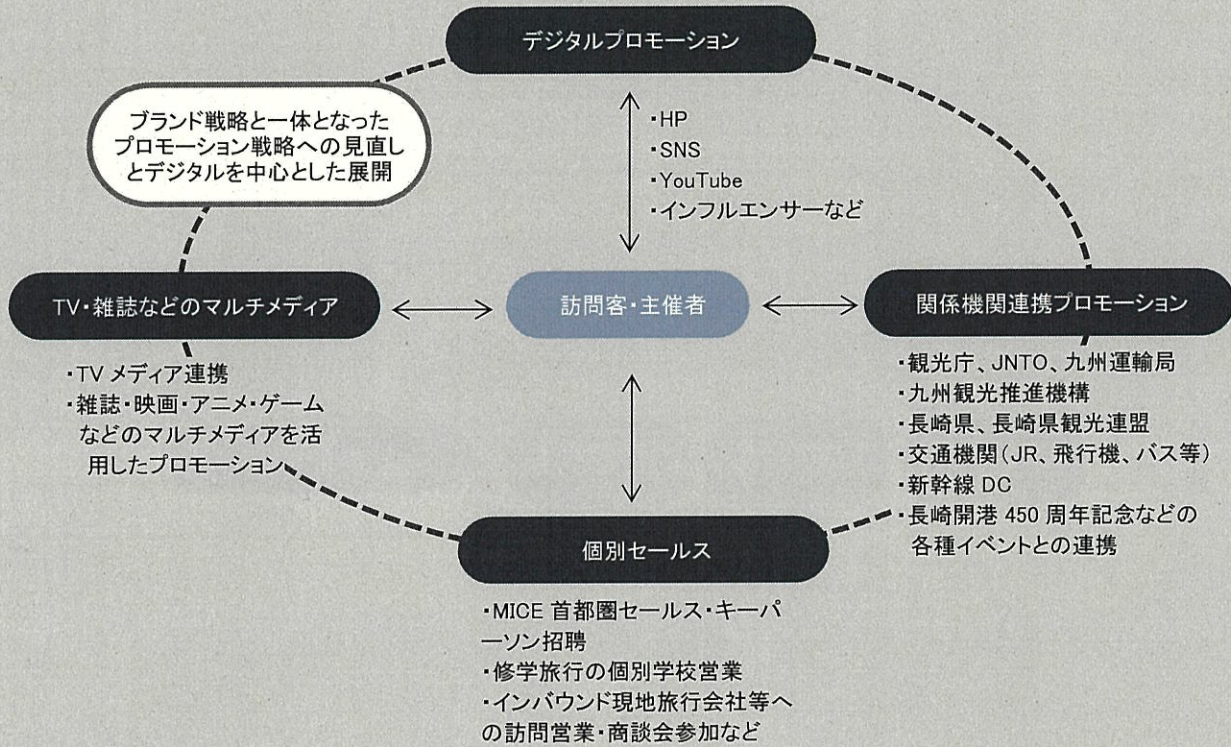 デジタルプロモーション
ブランド戦略と一体となった
プロモーション戦略への見直し
とデジタルを中心とした展開
・HP
・SNS
・YouTube
・インフルエンサーなど
TV・雑誌などのマルチメディア
訪問客・主催者
関係機関連携プロモーション
・TV メディア連携
・雑誌・映画・アニメ・ゲーム
などのマルチメディアを活
用したプロモーション
・観光庁、JNTO、九州運輸局
・九州観光推進機構
・長崎県、長崎県観光連盟
・交通機関(JR、飛行機、バス等)
・新幹線 DC
・長崎開港 450 周年記念などの
各種イベントとの連携
個別セールス
・MICE 首都圏セールス・キーパ
ーソン招聘
・修学旅行の個別学校営業
・インバウンド現地旅行会社等へ
の訪問営業・商談会参加など